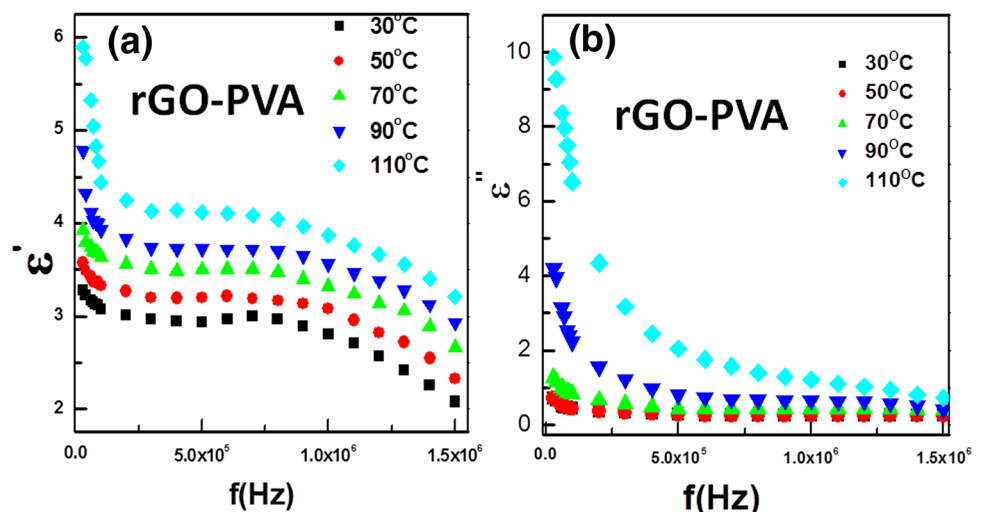 (a)
rGO-PVA
30°C
50°C
70°C
90°C
110°C
6
5
4
3
2
ε'
0.0
5.0x10⁵
1.0x10⁶
1.5x10⁶
f(Hz)
(b)
rGO-PVA
30°C
50°C
70°C
90°C
110°C
10
8
6
4
2
0
ε"
0.0
5.0x10⁵
1.0x10⁶
1.5x10⁶
f(Hz)